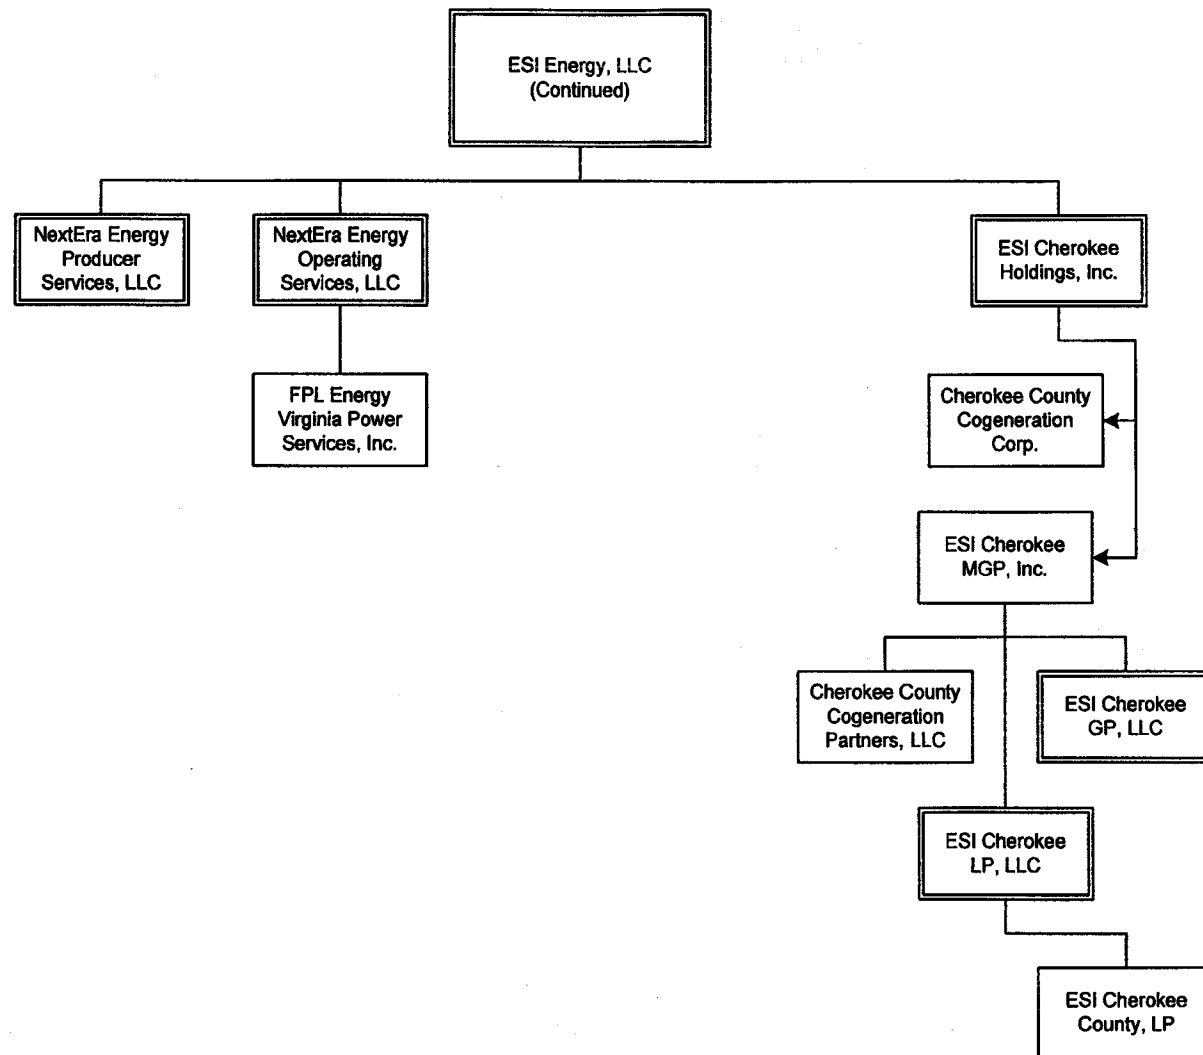 ESI Energy, LLC
(Continued)
NextEra Energy
Producer
Services, LLC
NextEra Energy
Operating
Services, LLC
ESI Cherokee
Holdings, Inc.
FPL Energy
Virginia Power
Services, Inc.
Cherokee County
Cogeneration
Corp.
ESI Cherokee
MGP, Inc.
Cherokee County
Cogeneration
Partners, LLC
ESI Cherokee
GP, LLC
ESI Cherokee
LP, LLC
ESI Cherokee
County, LP